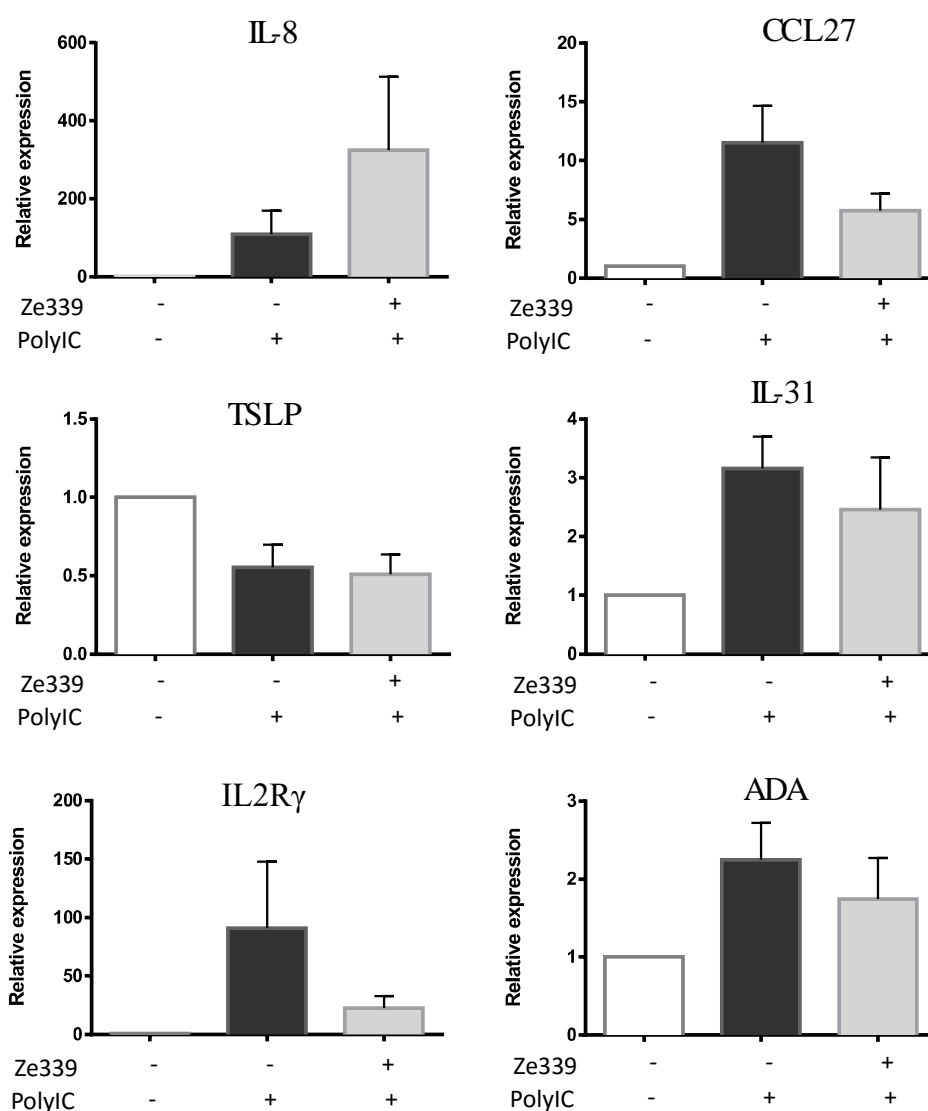 IL-8
Relative expression
600
400
200
0
Ze339 - - +
PolyIC - + +
CCL27
Relative expression
20
15
10
5
0
Ze339 - - +
PolyIC - + +
TSLP
Relative expression
1.5
1.0
0.5
0.0
Ze339 - - +
PolyIC - + +
IL-31
Relative expression
4
3
2
1
0
Ze339 - - +
PolyIC - + +
IL2Rγ
Relative expression
200
150
100
50
0
Ze339 - - +
PolyIC - + +
ADA
Relative expression
3
2
1
0
Ze339 - - +
PolyIC - + +